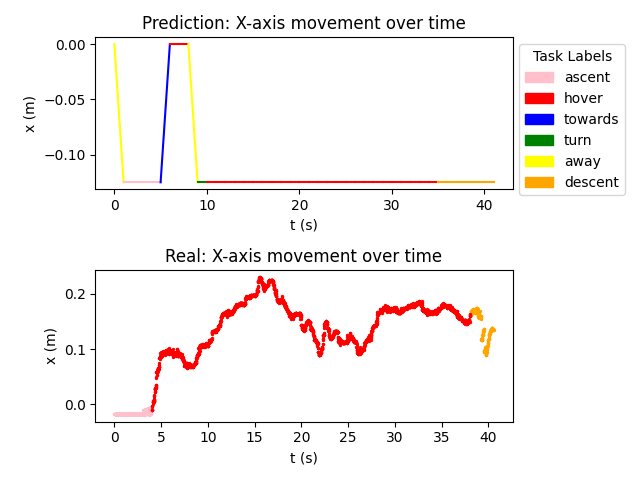 Prediction: X-axis movement over time
0.00
−0.05
−0.10
x (m)
0
10
20
30
40
t (s)
Task Labels
ascent
hover
towards
turn
away
descent
Real: X-axis movement over time
0.2
0.1
0.0
x (m)
0
5
10
15
20
25
30
35
40
t (s)